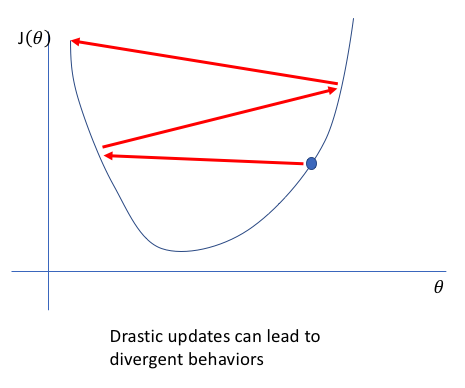 J(θ)
θ
Drastic updates can lead to
divergent behaviors